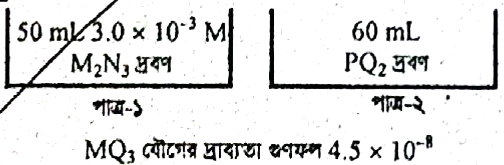 50 mL 3.0 × 10⁻³ M
M₂N₃ দ্রবণ
পাত্র-১
60 mL
PQ₂ দ্রবণ
পাত্র-২
MQ₃ যৌগের দ্রাব্যতা গুণফল 4.5 × 10⁻⁸